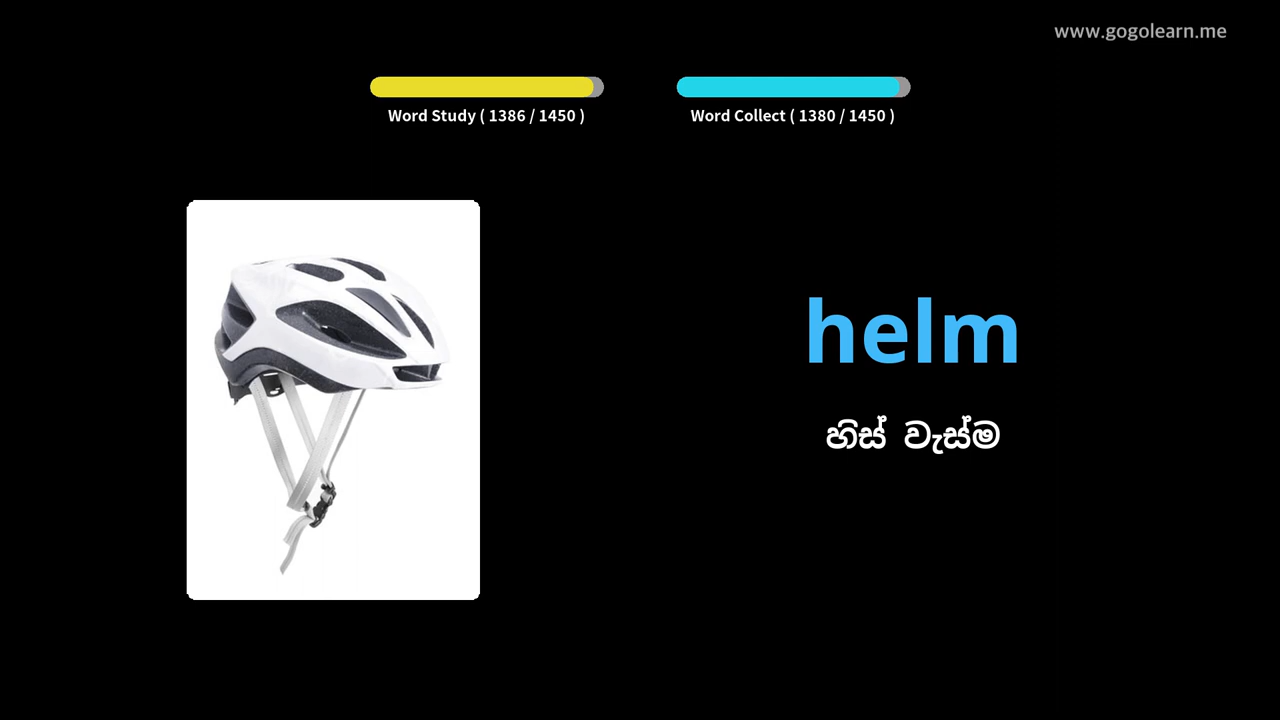 www.gogolearn.me
Word Study ( 1386 / 1450 )
Word Collect ( 1380 / 1450 )
helm
හිස් වැස්ම